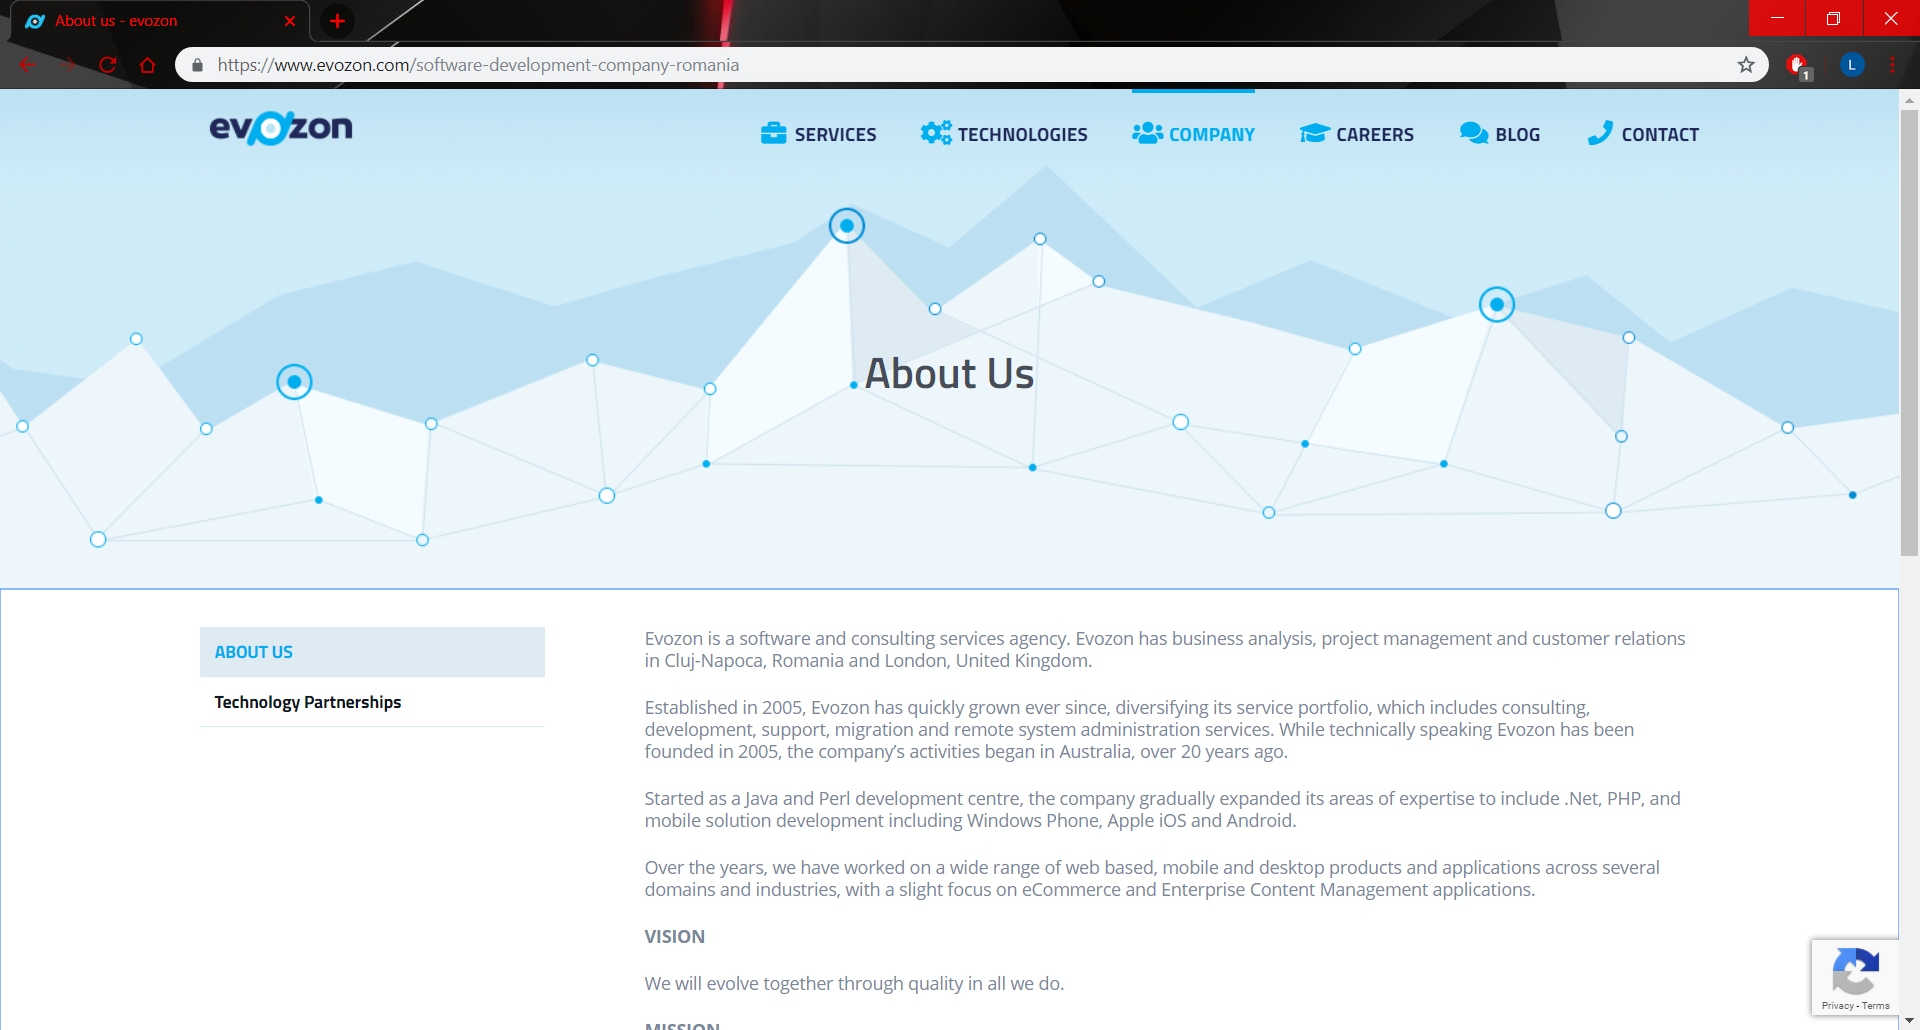 About us - evozon
https://www.evozon.com/software-development-company-romania
1
L
evozon
SERVICES
TECHNOLOGIES
COMPANY
CAREERS
BLOG
CONTACT
About Us
ABOUT US
Technology Partnerships
Evozon is a software and consulting services agency. Evozon has business analysis, project management and customer relations
in Cluj-Napoca, Romania and London, United Kingdom.
Established in 2005, Evozon has quickly grown ever since, diversifying its service portfolio, which includes consulting,
development, support, migration and remote system administration services. While technically speaking Evozon has been
founded in 2005, the company’s activities began in Australia, over 20 years ago.
Started as a Java and Perl development centre, the company gradually expanded its areas of expertise to include .Net, PHP, and
mobile solution development including Windows Phone, Apple iOS and Android.
Over the years, we have worked on a wide range of web based, mobile and desktop products and applications across several
domains and industries, with a slight focus on eCommerce and Enterprise Content Management applications.
VISION
We will evolve together through quality in all we do.
MISSION
Privacy - Terms